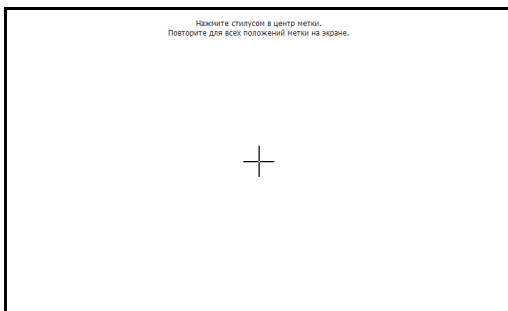 Нажмите стилусом в центр метки.
Повторите для всех положений метки на экране.